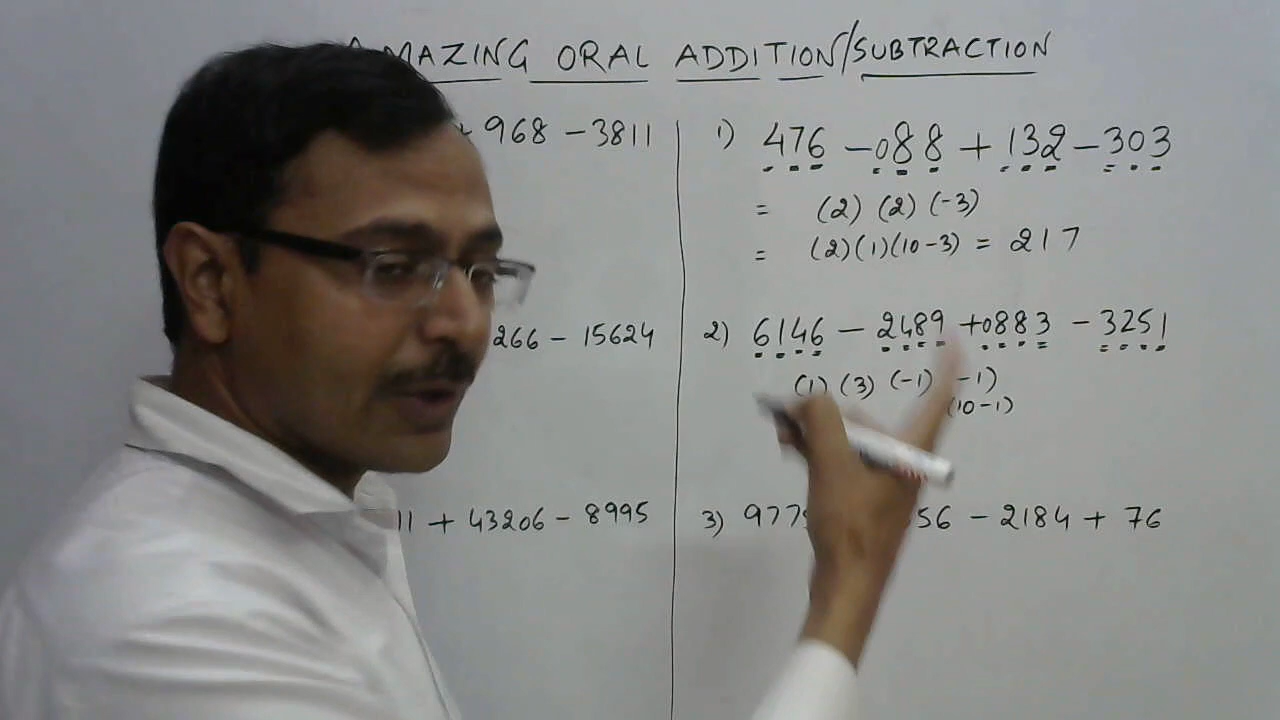 AMAZING ORAL ADDITION/SUBTRACTION
+ 968 - 3811
266 - 15624
11 + 43206 - 8995
1) 476 - 088 + 132 - 303
= (2) (2) (-3)
= (2)(1)(10-3) = 217
2) 6146 - 2489 + 0883 - 3251
(1) (3) (-1) -1)
(10-1)
3) 977 56 - 2184 + 76